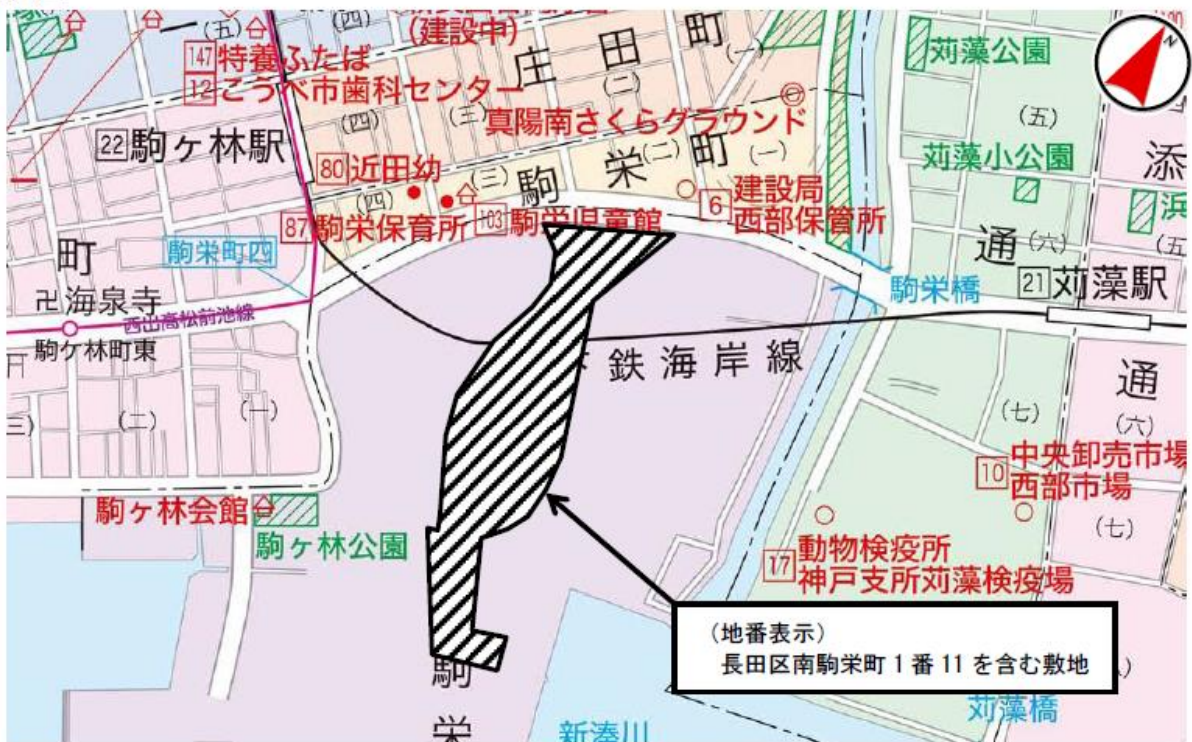 (四)
(建設中)
(五)
147 特養ふたば
12 こうべ市歯科センター
庄田町
(一)
(二)
(三)
(四)
苅藻公園
N
22 駒ヶ林駅
真陽南さくらグラウンド
(五)
80 近田幼
駒栄町
(一)
(二)
(三)
(四)
苅藻小公園
添
浜
87 駒栄保育所
103 駒栄児童館
6 建設局
西部保管所
通
(六)
(五
町
駒栄町四
21 苅藻駅
卍海泉寺
西出高松前池線
駒栄橋
駒ケ林町東
鉄海岸線
通
(六)
三)
(二)
(一)
(七)
10 中央卸売市場
西部市場
駒ヶ林会館
(七)
駒ヶ林公園
17 動物検疫所
神戸支所苅藻検疫場
(地番表示)
長田区南駒栄町1番11を含む敷地
駒
栄
新湊川
苅藻橋